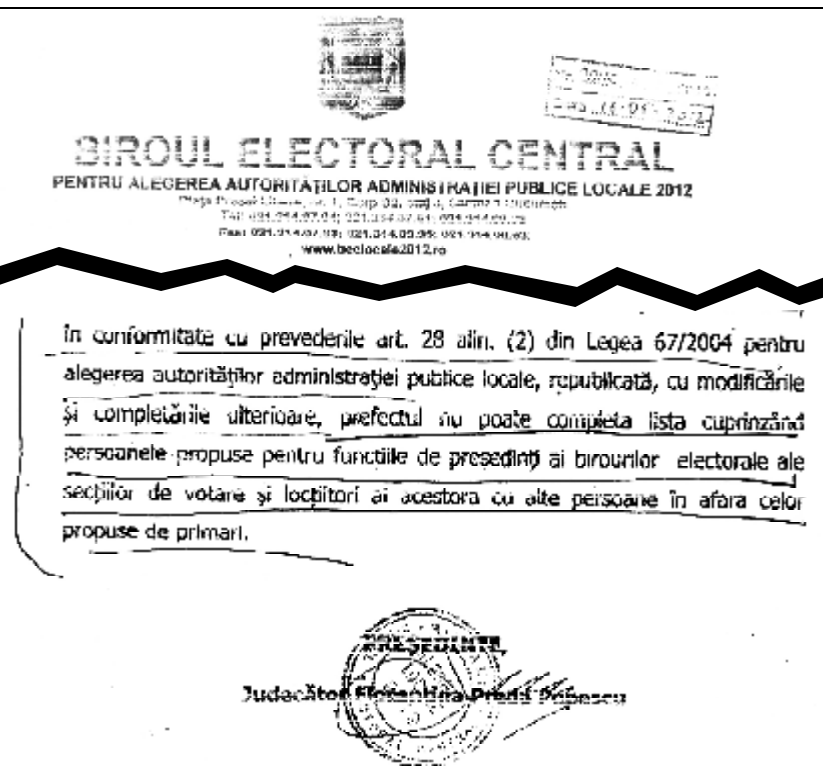 BIROUL ELECTORAL CENTRAL
PENTRU ALEGEREA AUTORITĂȚILOR ADMINISTRAȚIEI PUBLICE LOCALE 2012
www.beclocale2012.ro
În conformitate cu prevederile art. 28 alin. (2) din Legea 67/2004 pentru
alegerea autorităților administrației publice locale, republicată, cu modificările
și completările ulterioare, prefectul nu poate completa lista cuprinzând
persoanele propuse pentru funcțiile de președinți ai birourilor electorale ale
secțiilor de votare și locțiitori ai acestora cu alte persoane în afara celor
propuse de primari.
PREȘEDINTE,
Judecător Florentina Preda Popescu